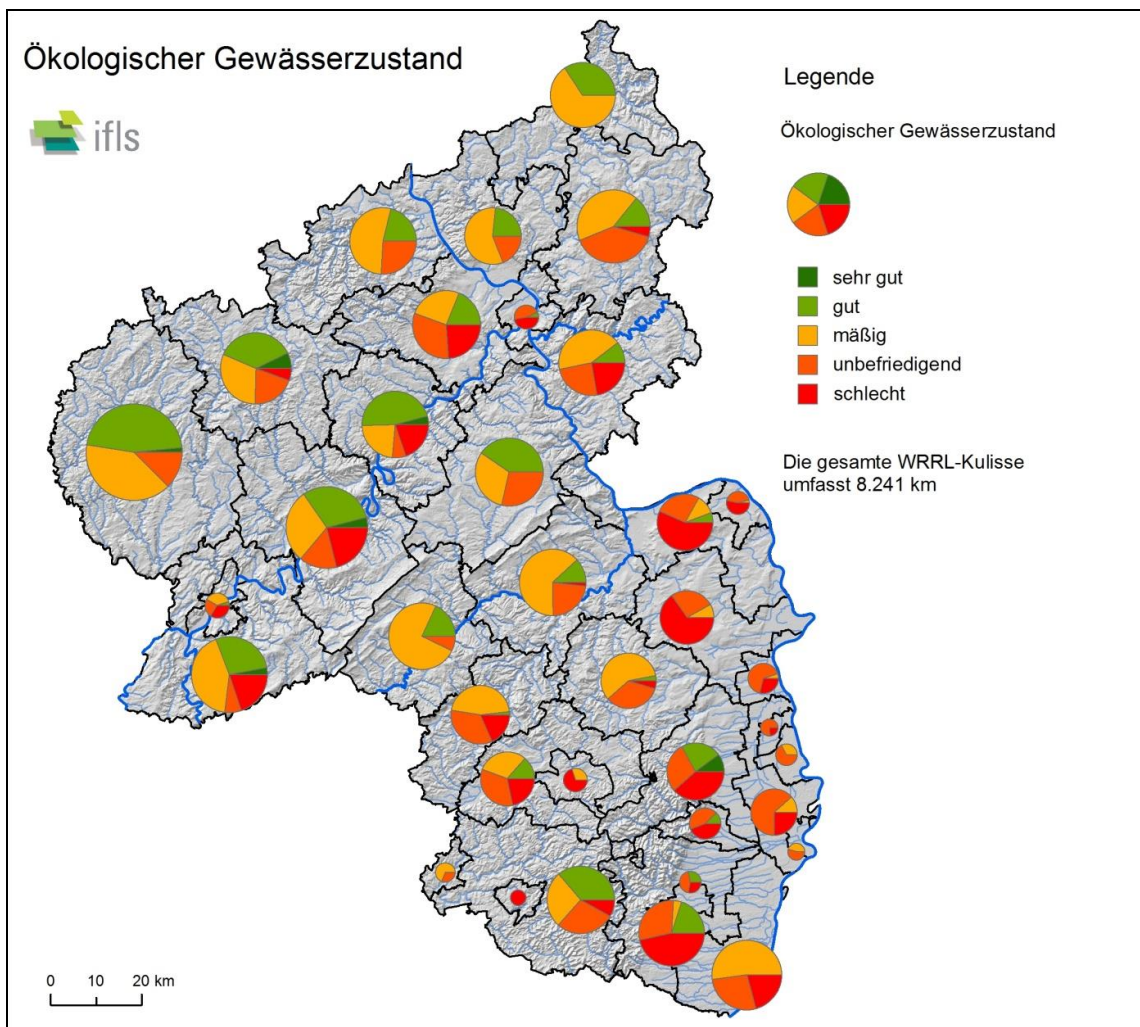 Ökologischer Gewässerzustand
ifls
Legende
Ökologischer Gewässerzustand
sehr gut
gut
mäßig
unbefriedigend
schlecht
Die gesamte WRRL-Kulisse
umfasst 8.241 km
0 10 20 km